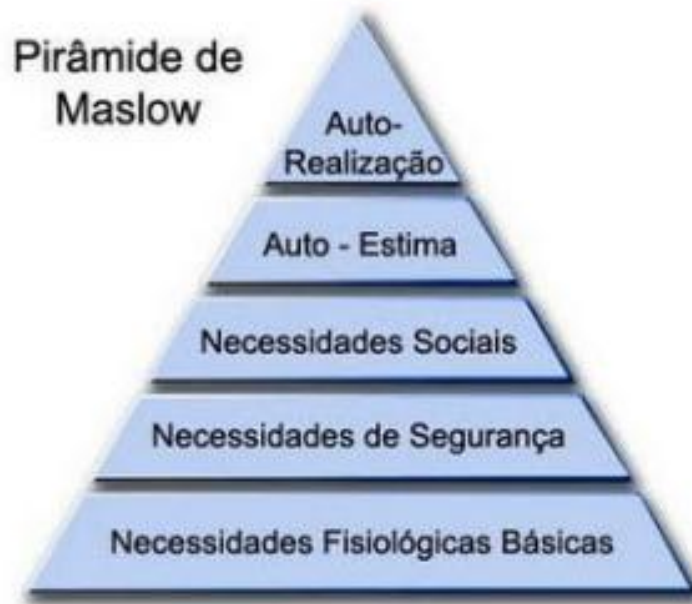 Pirâmide de
Maslow
Auto-
Realização
Auto - Estima
Necessidades Sociais
Necessidades de Segurança
Necessidades Fisiológicas Básicas